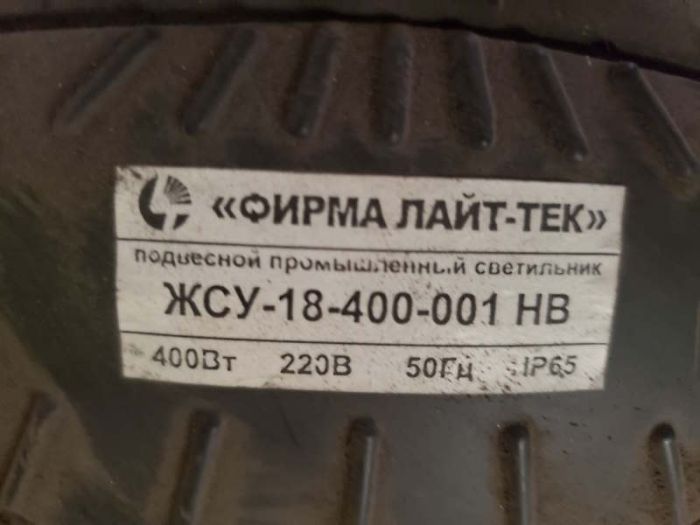 «ФИРМА ЛАЙТ-ТЕК»
подвесной промышленный светильник
ЖСУ-18-400-001 НВ
400Вт 220В 50Гц IP65